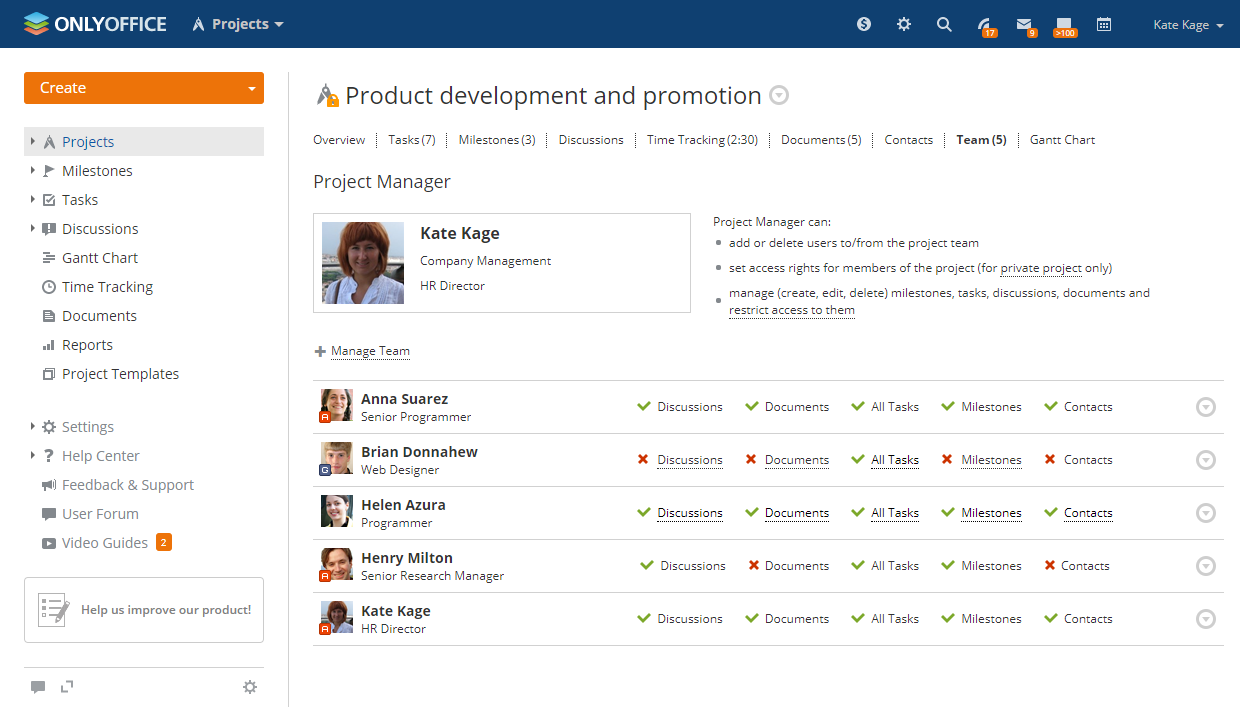 ONLYOFFICE Projects 17 9 >100 Kate Kage
Create
Projects
Milestones
Tasks
Discussions
Gantt Chart
Time Tracking
Documents
Reports
Project Templates
Settings
Help Center
Feedback & Support
User Forum
Video Guides 2
Help us improve our product!
Product development and promotion
Overview Tasks (7) Milestones (3) Discussions Time Tracking (2:30) Documents (5) Contacts Team (5) Gantt Chart
Project Manager
Kate Kage
Company Management
HR Director
Project Manager can:
add or delete users to/from the project team
set access rights for members of the project (for private project only)
manage (create, edit, delete) milestones, tasks, discussions, documents and
restrict access to them
Manage Team
Anna Suarez
A Senior Programmer
Discussions Documents All Tasks Milestones Contacts
Brian Donnahew
G Web Designer
Discussions Documents All Tasks Milestones Contacts
Helen Azura
Programmer
Discussions Documents All Tasks Milestones Contacts
Henry Milton
A Senior Research Manager
Discussions Documents All Tasks Milestones Contacts
Kate Kage
A HR Director
Discussions Documents All Tasks Milestones Contacts